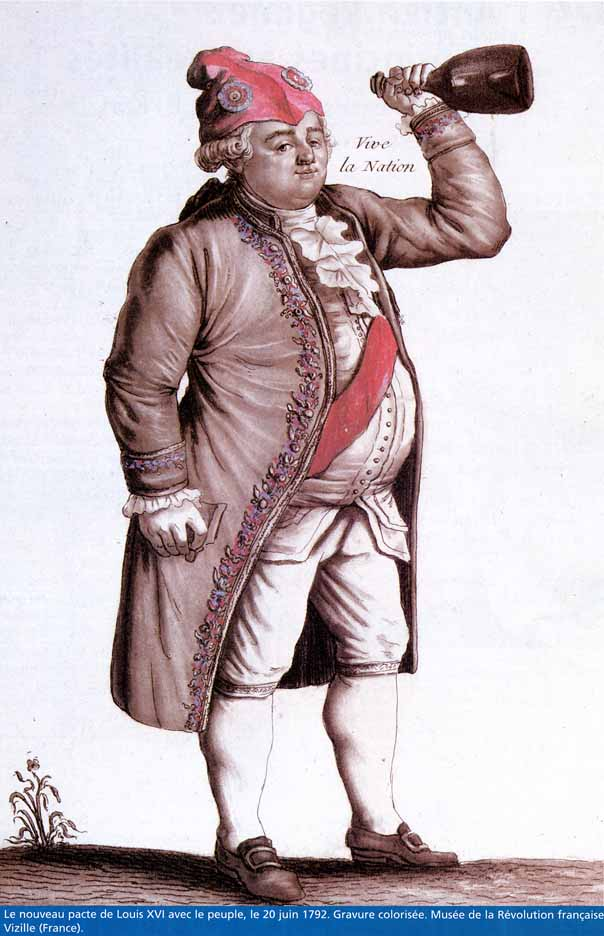 Vive
la Nation
Le nouveau pacte de Louis XVI avec le peuple, le 20 juin 1792. Gravure colorisée. Musée de la Révolution française
Vizille (France).